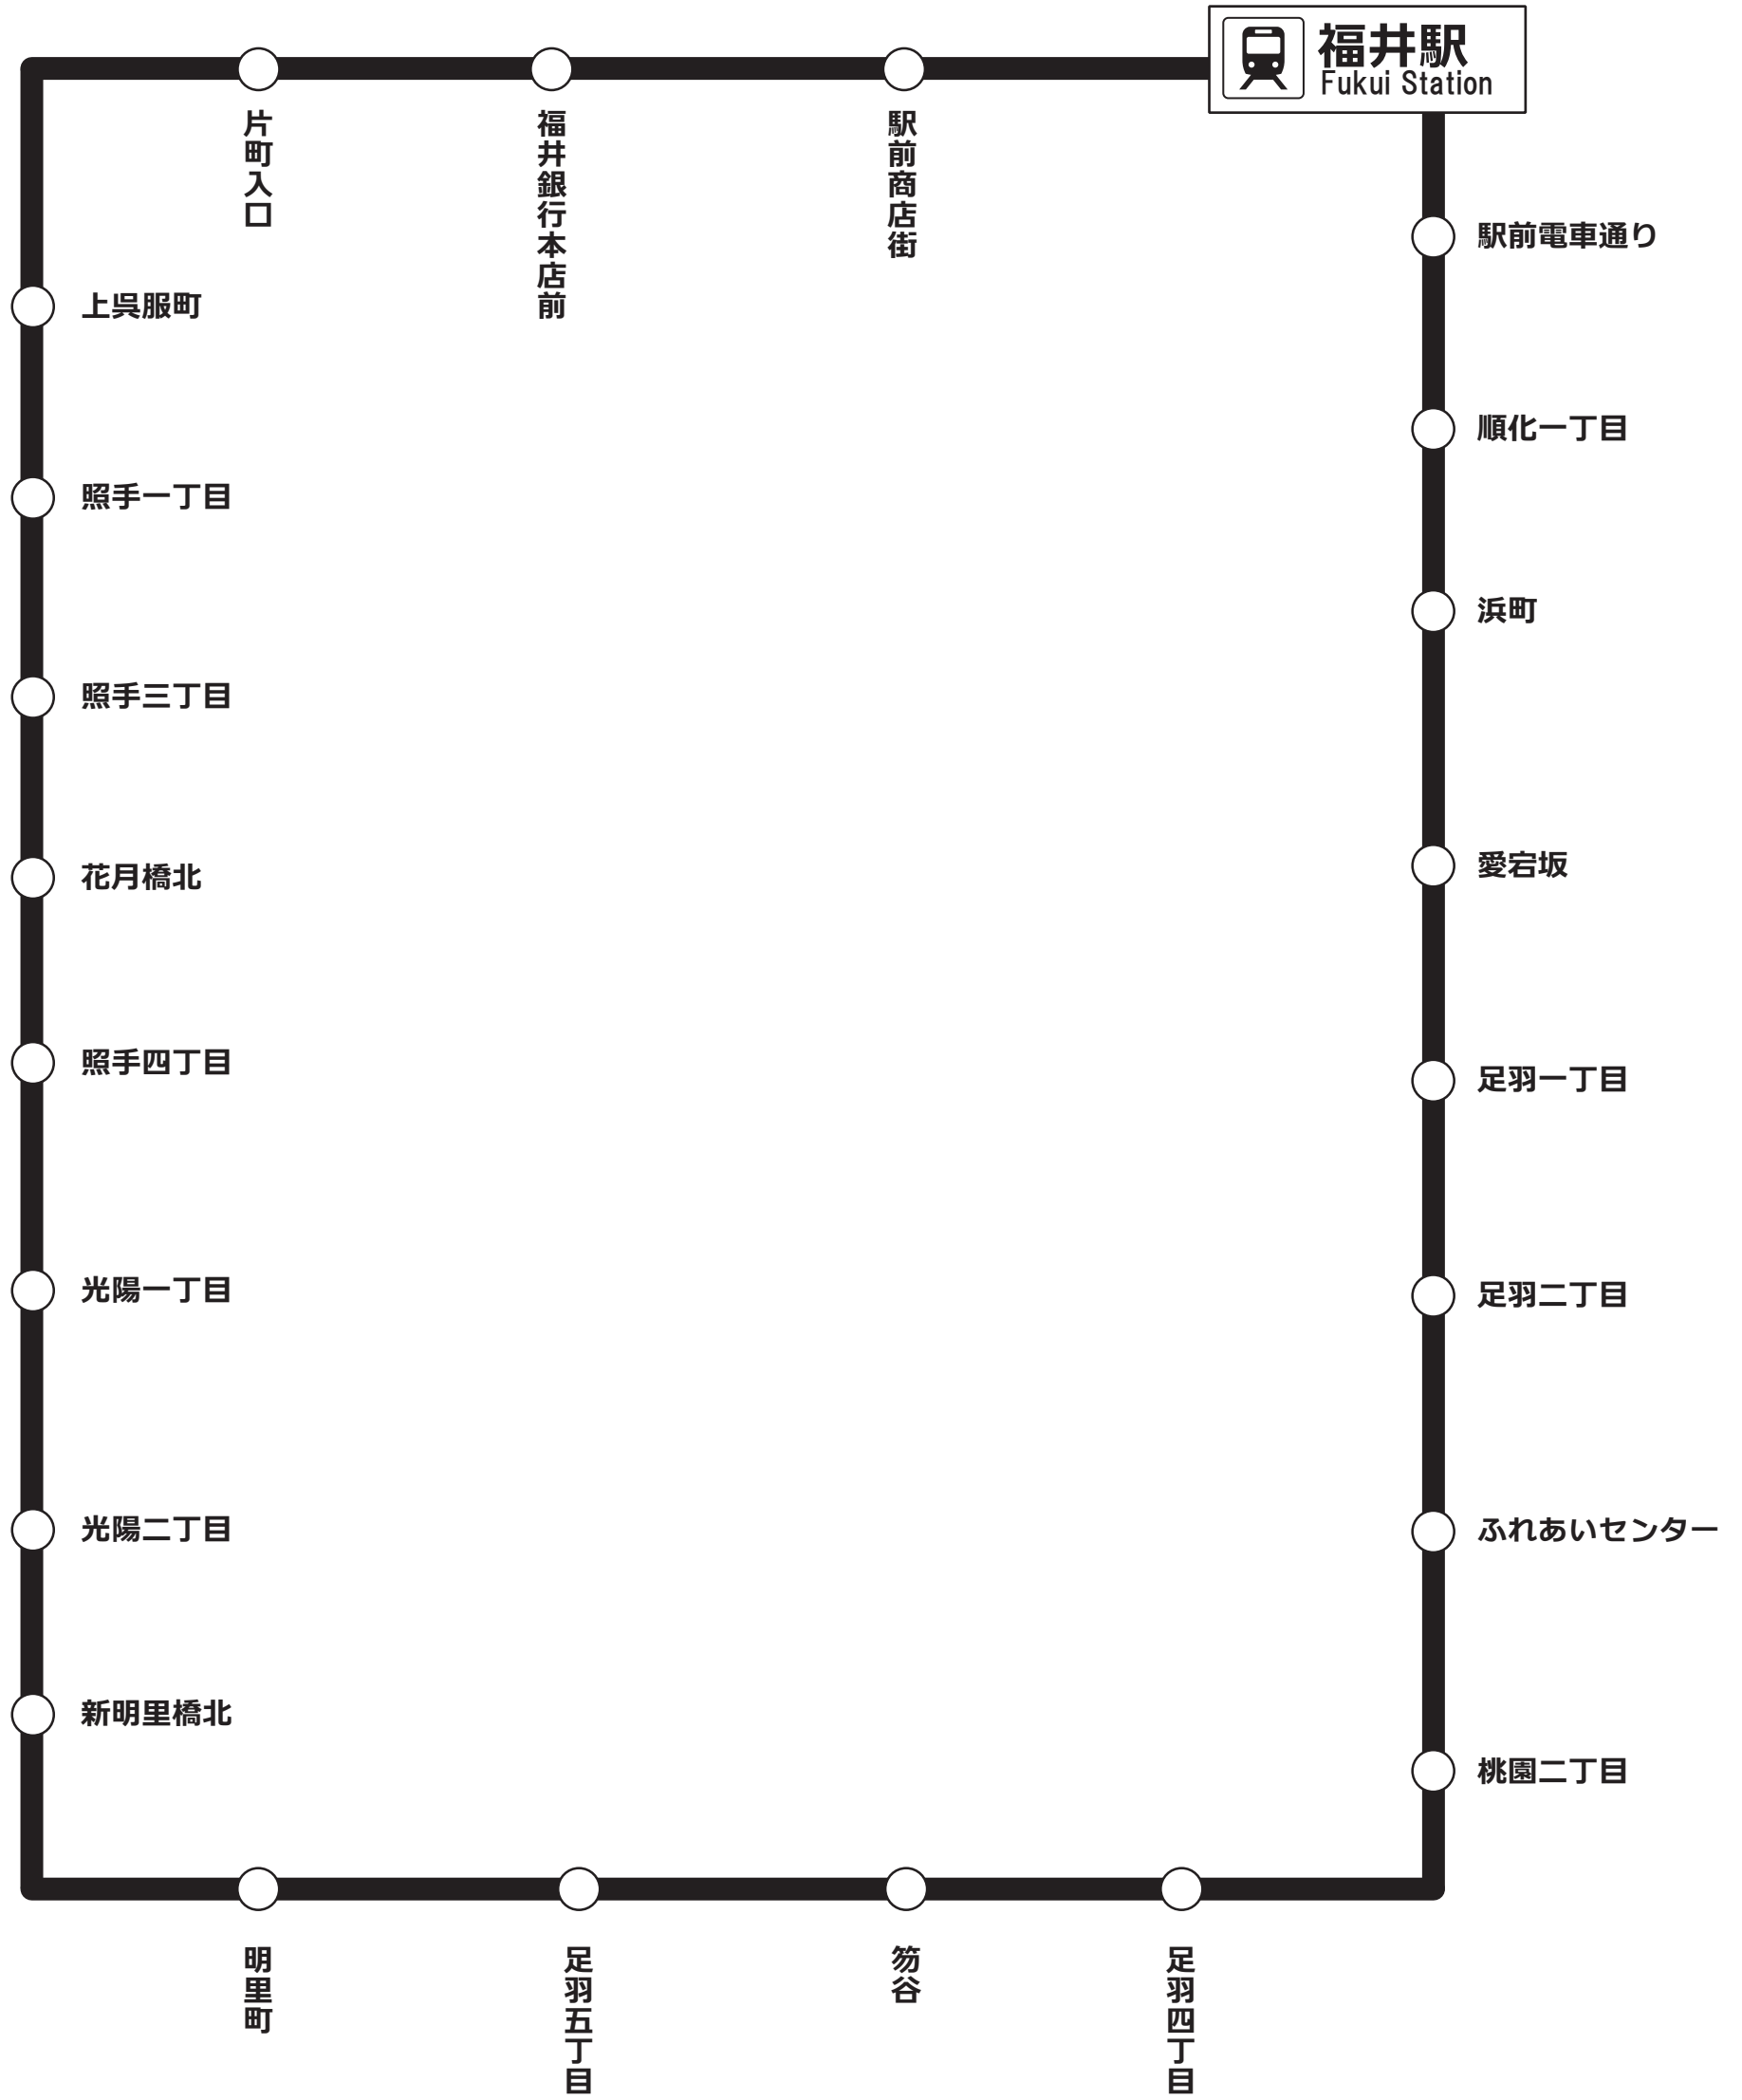 福井駅
Fukui Station
片町入口
福井銀行本店前
駅前商店街
駅前電車通り
上呉服町
順化一丁目
照手一丁目
浜町
照手三丁目
愛宕坂
花月橋北
照手四丁目
足羽一丁目
光陽一丁目
足羽二丁目
光陽二丁目
ふれあいセンター
新明里橋北
桃園二丁目
明里町
足羽五丁目
笏谷
足羽四丁目